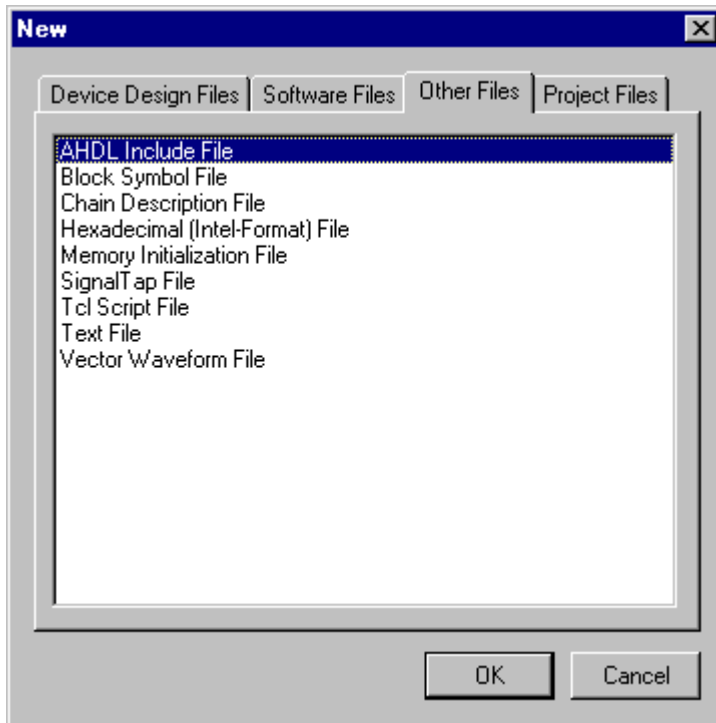 New
Device Design Files Software Files Other Files Project Files
AHDL Include File
Block Symbol File
Chain Description File
Hexadecimal (Intel-Format) File
Memory Initialization File
SignalTap File
Tcl Script File
Text File
Vector Waveform File
OK Cancel